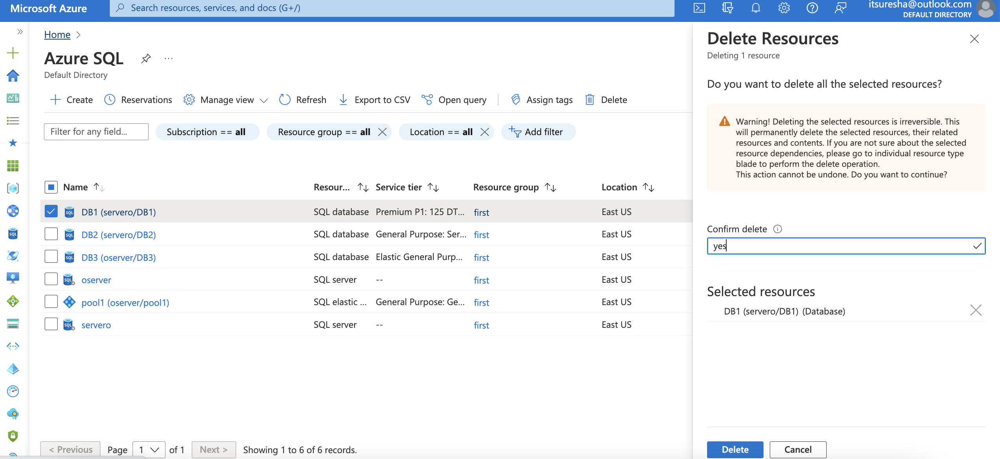 Microsoft Azure
Search resources, services, and docs (G+/)
itsuresha@outlook.com
DEFAULT DIRECTORY
Home
Azure SQL
...
Default Directory
Create
Reservations
Manage view
Refresh
Export to CSV
Open query
Assign tags
Delete
Filter for any field...
Subscription == all
Resource group == all
Location == all
Add filter
Name
Resour...
Service tier
Resource group
Location
SQL DB1 (servero/DB1) SQL database Premium P1: 125 DT... first East US
SQL DB2 (servero/DB2) SQL database General Purpose: Ser... first East US
SQL DB3 (oserver/DB3) SQL database Elastic General Purp... first East US
SQL oserver SQL server -- first East US
pool1 (oserver/pool1) SQL elastic ... General Purpose: Ge... first East US
SQL servero SQL server -- first East US
< Previous
Page 1 of 1
Next >
Showing 1 to 6 of 6 records.
SQL
Delete Resources
Deleting 1 resource
Do you want to delete all the selected resources?
Warning! Deleting the selected resources is irreversible. This
will permanently delete the selected resources, their related
resources and contents. If you are not sure about the selected
resource dependencies, please go to individual resource type
blade to perform the delete operation.
This action cannot be undone. Do you want to continue?
Confirm delete
yes
Selected resources
DB1 (servero/DB1) (Database)
Delete
Cancel